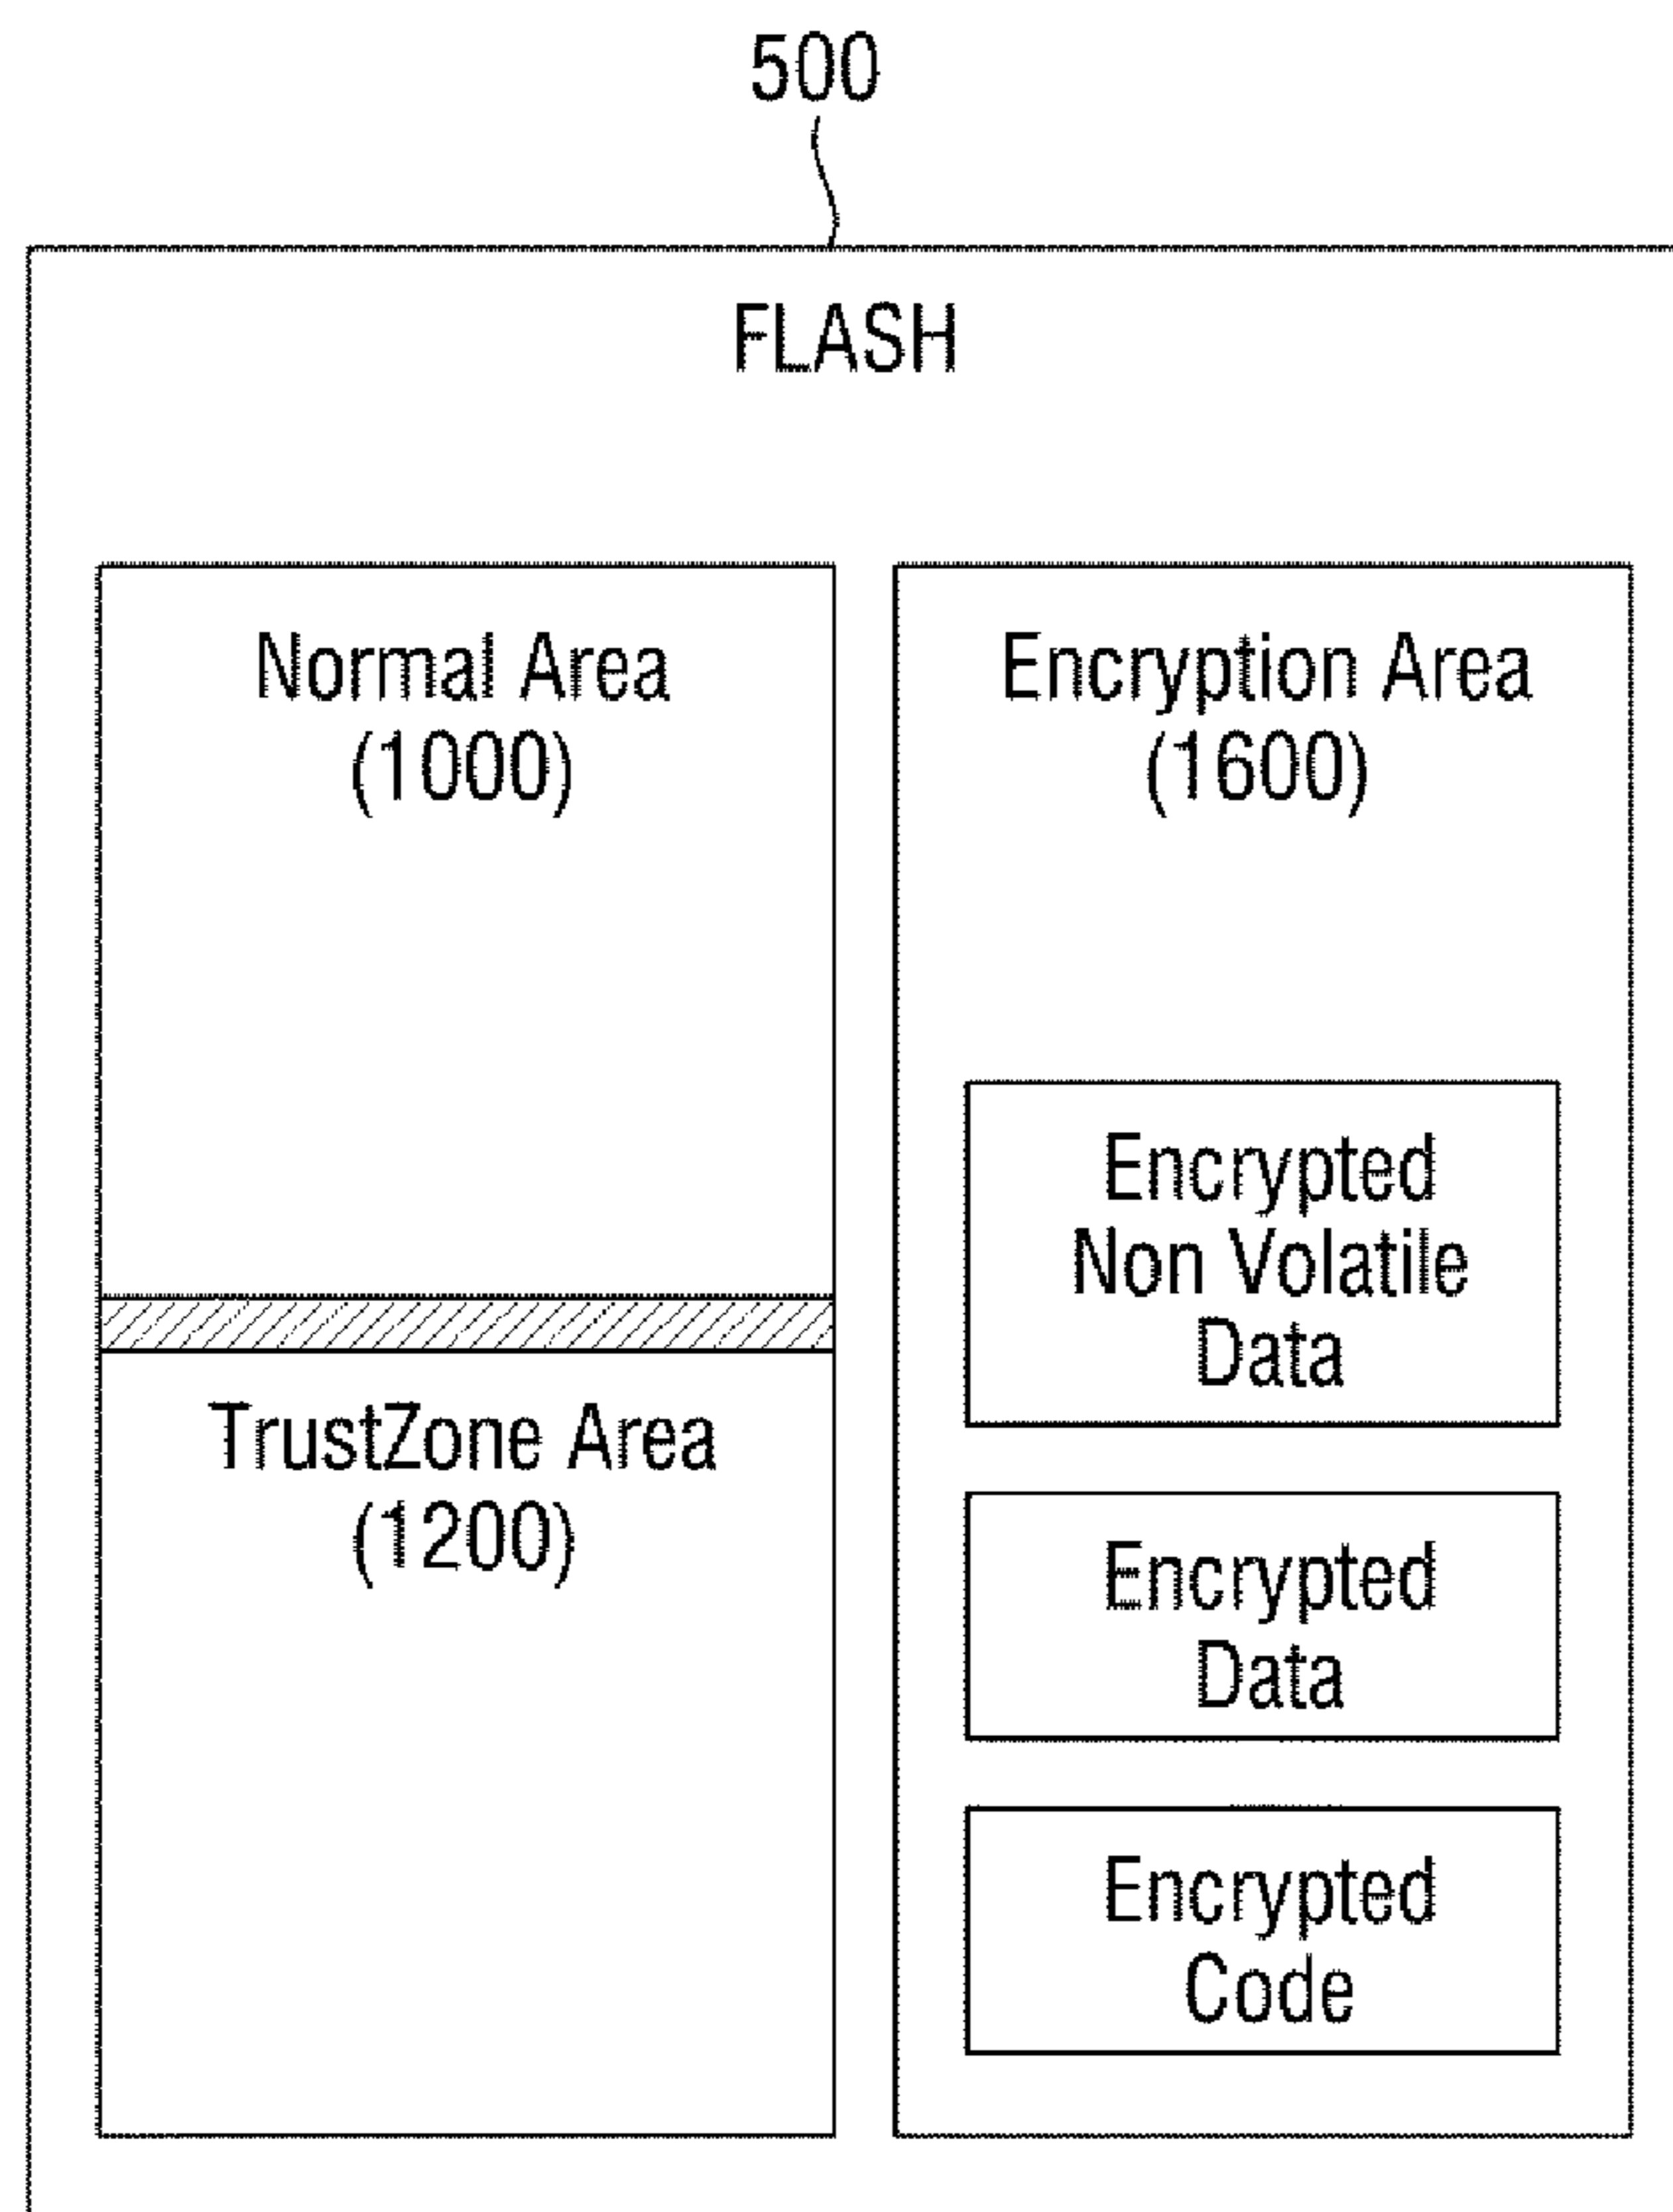 500
FLASH
Normal Area
(1000)
TrustZone Area
(1200)
Encryption Area
(1600)
Encrypted
Non Volatile
Data
Encrypted
Data
Encrypted
Code